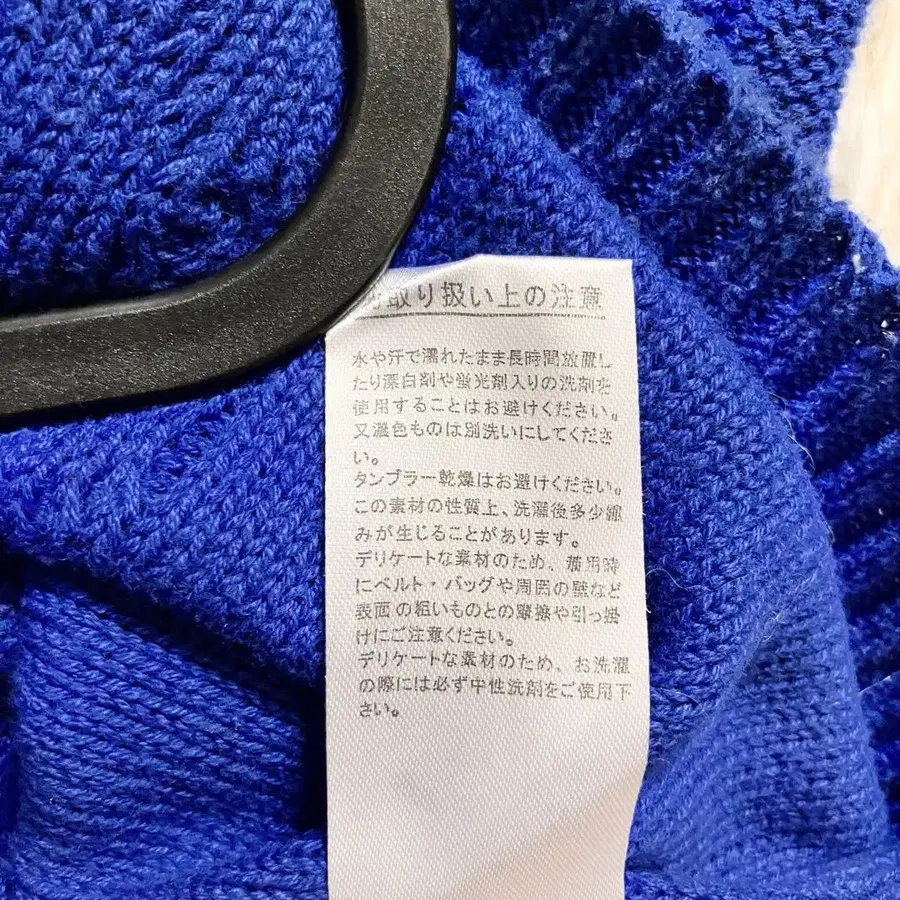 取り扱い上の注意
水や汗で濡れたまま長時間放置し
たり漂白剤や蛍光剤入りの洗剤を
使用することはお避けください。
又濃色ものは別洗いにしてくださ
い。
タンブラー乾燥はお避けください。
この素材の性質上、洗濯後多少縮
みが生じることがあります。
デリケートな素材のため、着用時
にベルト・バッグや周囲の壁など
表面の粗いものとの摩擦や引っ掛
けにご注意ください。
デリケートな素材のため、お洗濯
の際には必ず中性洗剤をご使用下
さい。